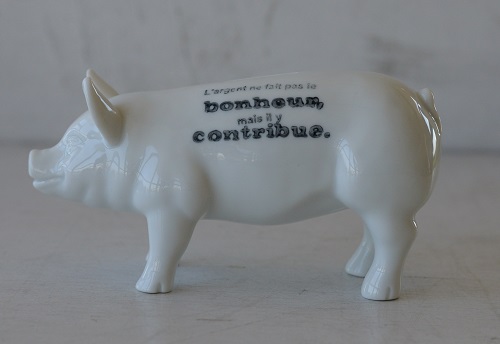 L'argent ne fait pas le
bonheur,
mais il y
contribue.